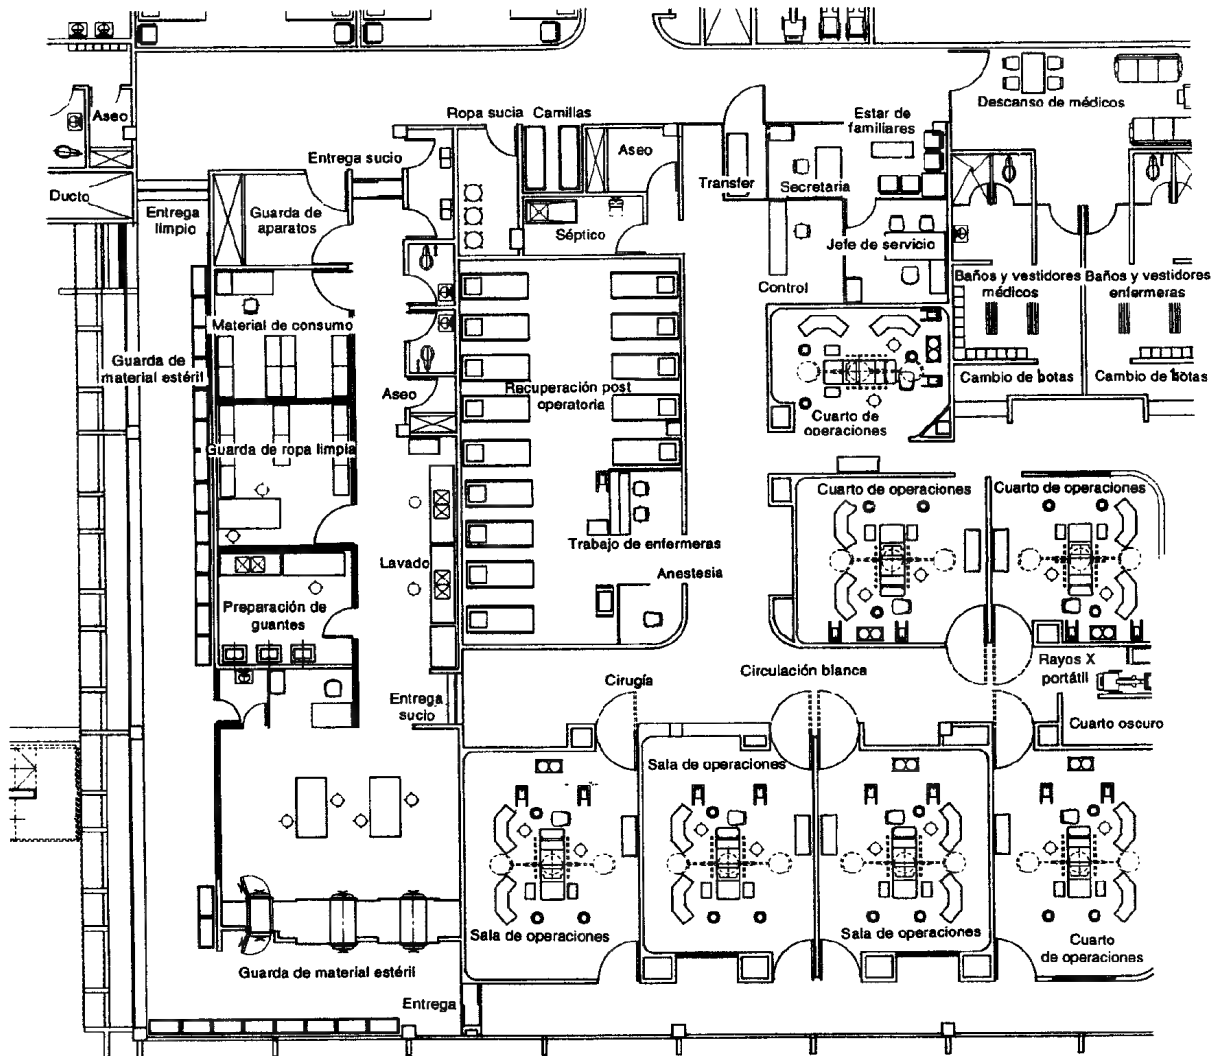 Descanso de médicos
Ropa sucia
Camillas
Estar de
familiares
Aseo
Entrega sucio
Aseo
Transfer
Secretaria
Ducto
Entrega
limpio
Guarda de
aparatos
Séptico
Jefe de servicio
Control
Baños y vestidores
médicos
Baños y vestidores
enfermeras
Material de consumo
Guarda de
material estéril
Cambio de botas
Cambio de botas
Aseo
Recuperación post
operatoria
Cuarto de
operaciones
Guarda de ropa limpia
Cuarto de operaciones
Cuarto de operaciones
Trabajo de enfermeras
Lavado
Anestesia
Preparación de
guantes
Rayos X
portátil
Circulación blanca
Cirugía
Entrega
sucio
Cuarto oscuro
Sala de operaciones
Sala de operaciones
Sala de operaciones
Cuarto
de operaciones
Guarda de material estéril
Entrega